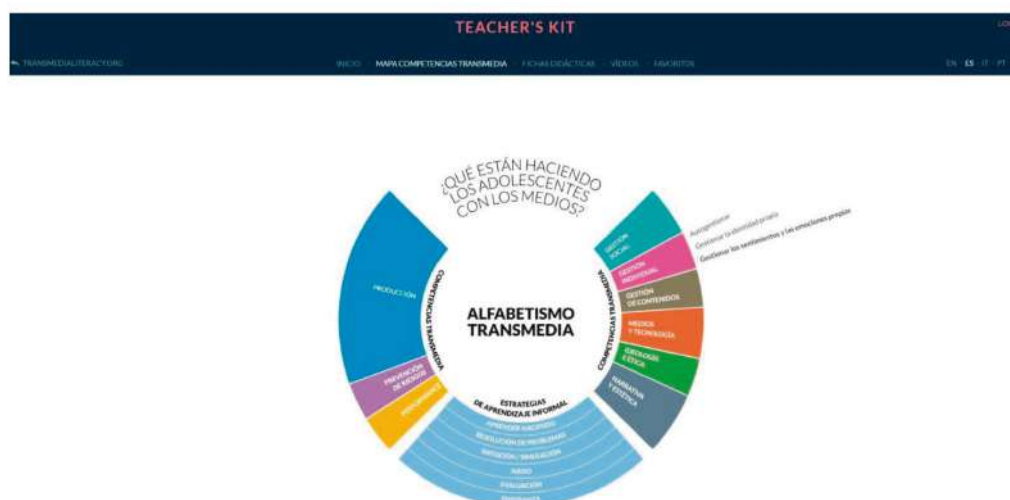 TEACHER'S KIT
TRANSMEDIALITERACY.ORG
INICIO MAPA COMPETENCIAS TRANSMEDIA FICHAS DIDÁCTICAS VÍDEOS FAVORITOS
EN ES IT PT
¿QUÉ ESTÁN HACIENDO
LOS ADOLESCENTES
CON LOS MEDIOS?
PRODUCCIÓN
PREVENCIÓN
DE RIESGOS
PERFORMANCE
COMPETENCIAS TRANSMEDIA
ALFABETISMO
TRANSMEDIA
COMPETENCIAS TRANSMEDIA
GESTIÓN
SOCIAL
GESTIÓN
INDIVIDUAL
Autogestionar
Gestionar la identidad propia
Gestionar los sentimientos y las emociones propias
GESTIÓN
DE CONTENIDOS
MEDIOS
Y TECNOLOGÍA
IDEOLOGÍA
E ÉTICA
NARRATIVA
Y ESTÉTICA
ESTRATEGIAS
DE APRENDIZAJE INFORMAL
APRENDER HACIENDO
RESOLUCIÓN DE PROBLEMAS
IMITACIÓN / SIMULACIÓN
JUEGO
EVALUACIÓN